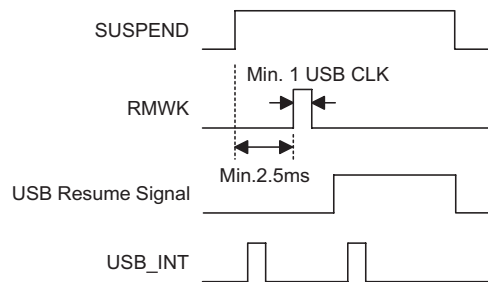 SUSPEND
Min. 1 USB CLK
RMWK
Min.2.5ms
USB Resume Signal
USB_INT